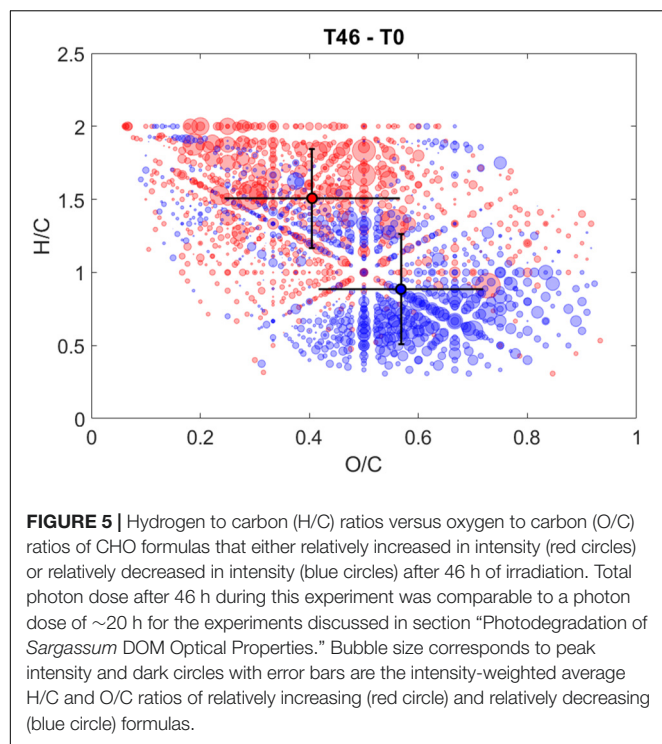 T46 - T0
2.5
2
1.5
1
0.5
0
H/C
0
0.2
0.4
0.6
0.8
1
O/C
FIGURE 5 | Hydrogen to carbon (H/C) ratios versus oxygen to carbon (O/C)
ratios of CHO formulas that either relatively increased in intensity (red circles)
or relatively decreased in intensity (blue circles) after 46 h of irradiation. Total
photon dose after 46 h during this experiment was comparable to a photon
dose of ~20 h for the experiments discussed in section “Photodegradation of
Sargassum DOM Optical Properties.” Bubble size corresponds to peak
intensity and dark circles with error bars are the intensity-weighted average
H/C and O/C ratios of relatively increasing (red circle) and relatively decreasing
(blue circle) formulas.